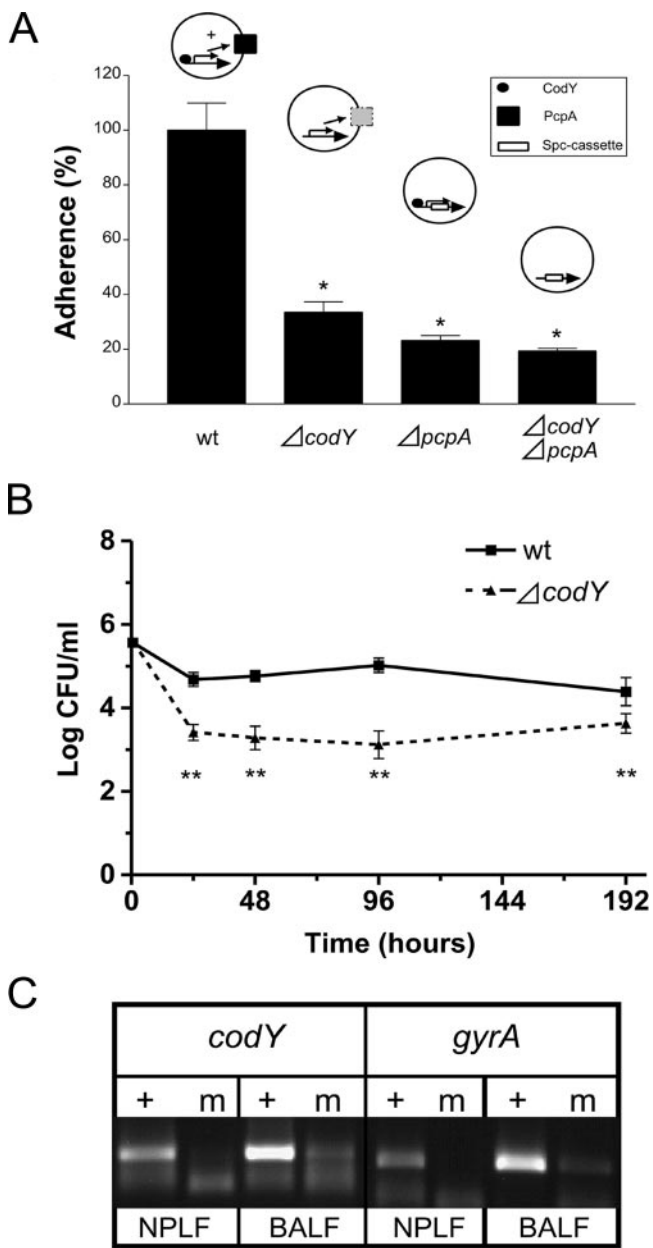 A
120
100
80
60
40
20
0
Adherence (%)
+
CodY
PcpA
Spc-cassette
*
*
*
wt
⊿codY
⊿pcpA
⊿codY
⊿pcpA
B
8
6
4
2
0
Log CFU/ml
wt
⊿codY
**
**
**
**
0
48
96
144
192
Time (hours)
C
codY
gyrA
+
m
+
m
+
m
+
m
NPLF
BALF
NPLF
BALF